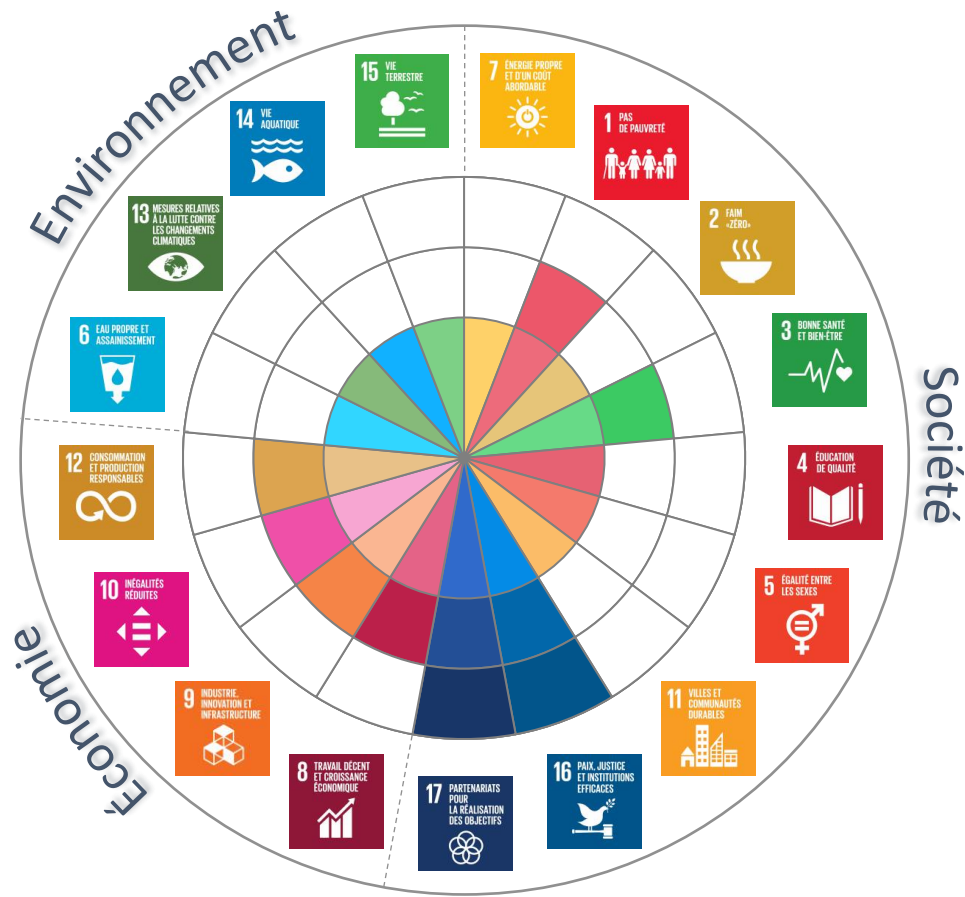 Environnement
15 VIE
TERRESTRE
7 ÉNERGIE PROPRE
ET D'UN COÛT
ABORDABLE
14 VIE
AQUATIQUE
1 PAS
DE PAUVRETÉ
13 MESURES RELATIVES
À LA LUTTE CONTRE
LES CHANGEMENTS
CLIMATIQUES
2 FAIM
«ZÉRO»
6 EAU PROPRE ET
ASSAINISSEMENT
3 BONNE SANTÉ
ET BIEN-ÊTRE
Société
12 CONSOMMATION
ET PRODUCTION
RESPONSABLES
4 ÉDUCATION
DE QUALITÉ
10 INÉGALITÉS
RÉDUITES
5 ÉGALITÉ ENTRE
LES SEXES
Économie
9 INDUSTRIE,
INNOVATION ET
INFRASTRUCTURE
11 VILLES ET
COMMUNAUTÉS
DURABLES
8 TRAVAIL DÉCENT
ET CROISSANCE
ÉCONOMIQUE
17 PARTENARIATS
POUR
LA RÉALISATION
DES OBJECTIFS
16 PAIX, JUSTICE
ET INSTITUTIONS
EFFICACES